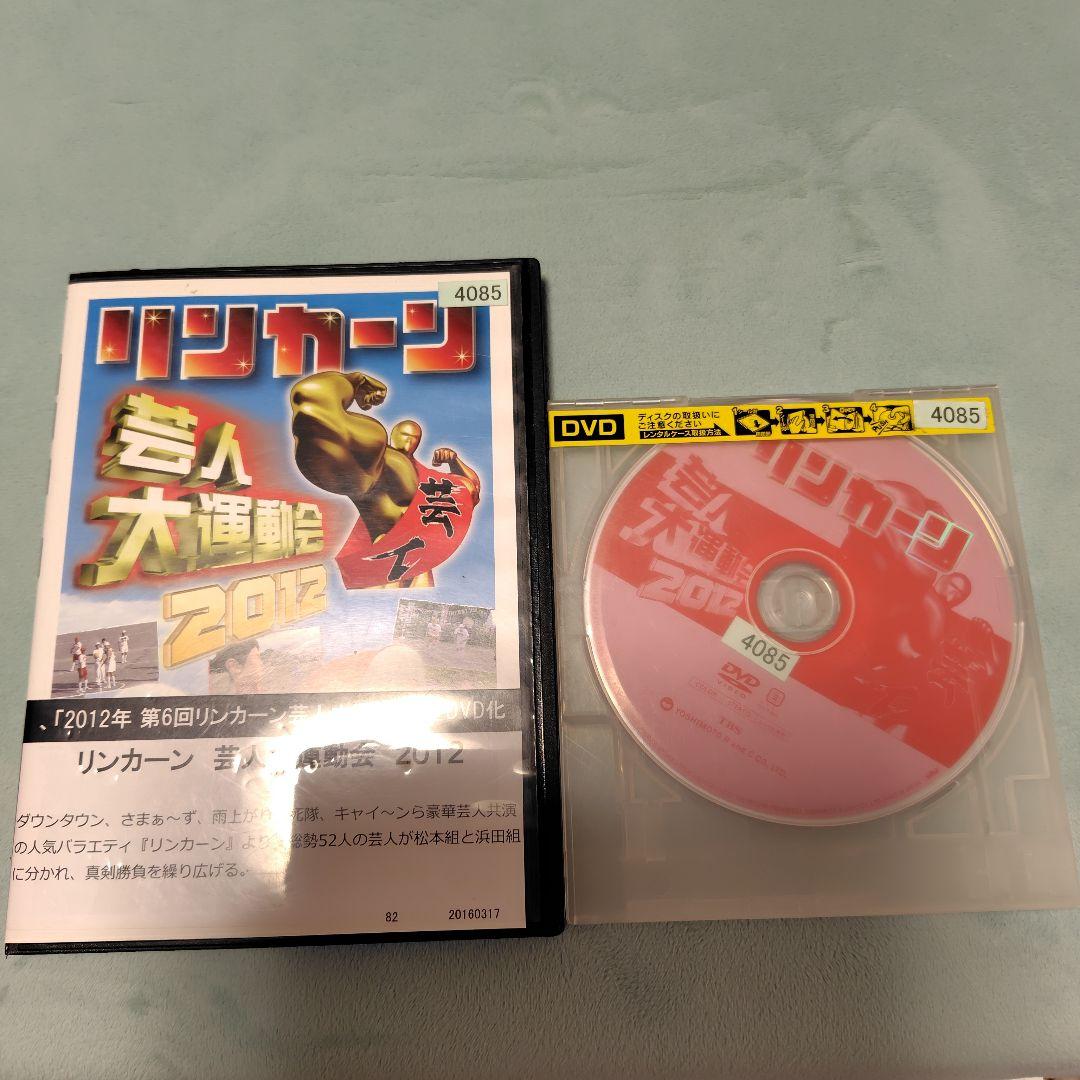 4085
リンカーン
芸人
大運動会
2012
芸人
、「2012年 第6回リンカーン芸人 DVD化
リンカーン 芸人 運動会 2012
ダウンタウン、さまぁ~ず、雨上がり 死隊、キャイ~ンら豪華芸人共演
の人気バラエティ『リンカーン』より 総勢52人の芸人が松本組と浜田組
に分かれ、真剣勝負を繰り広げる。
82 20160317
DVD
ディスクの取扱いに
ご注意ください
レンタルケース取扱方法
4085
リンカーン
芸人
大運動会
2012
4085
DVD
VIDEO
TBS
YOSHIMOTO R and C CO., LTD.